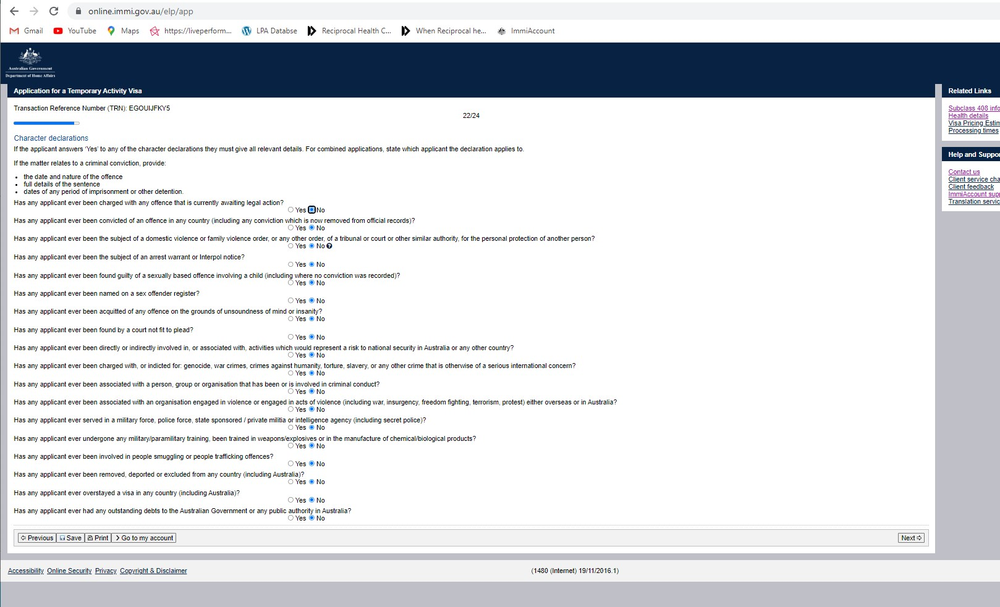 online.immi.gov.au/elp/app
Gmail YouTube Maps https://liveperform... LPA Databse Reciprocal Health C... When Reciprocal he... ImmiAccount
Australian Government
Department of Home Affairs
Application for a Temporary Activity Visa
Transaction Reference Number (TRN): EGOUIJFKY5
22/24
Character declarations
If the applicant answers 'Yes' to any of the character declarations they must give all relevant details. For combined applications, state which applicant the declaration applies to.
If the matter relates to a criminal conviction, provide:
• the date and nature of the offence
• full details of the sentence
• dates of any period of imprisonment or other detention.
Has any applicant ever been charged with any offence that is currently awaiting legal action?
Yes No
Has any applicant ever been convicted of an offence in any country (including any conviction which is now removed from official records)?
Yes No
Has any applicant ever been the subject of a domestic violence or family violence order, or any other order, of a tribunal or court or other similar authority, for the personal protection of another person?
Yes No ?
Has any applicant ever been the subject of an arrest warrant or Interpol notice?
Yes No
Has any applicant ever been found guilty of a sexually based offence involving a child (including where no conviction was recorded)?
Yes No
Has any applicant ever been named on a sex offender register?
Yes No
Has any applicant ever been acquitted of any offence on the grounds of unsoundness of mind or insanity?
Yes No
Has any applicant ever been found by a court not fit to plead?
Yes No
Has any applicant ever been directly or indirectly involved in, or associated with, activities which would represent a risk to national security in Australia or any other country?
Yes No
Has any applicant ever been charged with, or indicted for: genocide, war crimes, crimes against humanity, torture, slavery, or any other crime that is otherwise of a serious international concern?
Yes No
Has any applicant ever been associated with a person, group or organisation that has been or is involved in criminal conduct?
Yes No
Has any applicant ever been associated with an organisation engaged in violence or engaged in acts of violence (including war, insurgency, freedom fighting, terrorism, protest) either overseas or in Australia?
Yes No
Has any applicant ever served in a military force, police force, state sponsored / private militia or intelligence agency (including secret police)?
Yes No
Has any applicant ever undergone any military/paramilitary training, been trained in weapons/explosives or in the manufacture of chemical/biological products?
Yes No
Has any applicant ever been involved in people smuggling or people trafficking offences?
Yes No
Has any applicant ever been removed, deported or excluded from any country (including Australia)?
Yes No
Has any applicant ever overstayed a visa in any country (including Australia)?
Yes No
Has any applicant ever had any outstanding debts to the Australian Government or any public authority in Australia?
Yes No
Previous Save Print Go to my account Next
Related Links
Subclass 408 info
Health details
Visa Pricing Estim
Processing times
Help and Suppor
Contact us
Client service cha
Client feedback
ImmiAccount supp
Translation servic
Accessibility Online Security Privacy Copyright & Disclaimer (1480 (Internet) 19/11/2016.1)